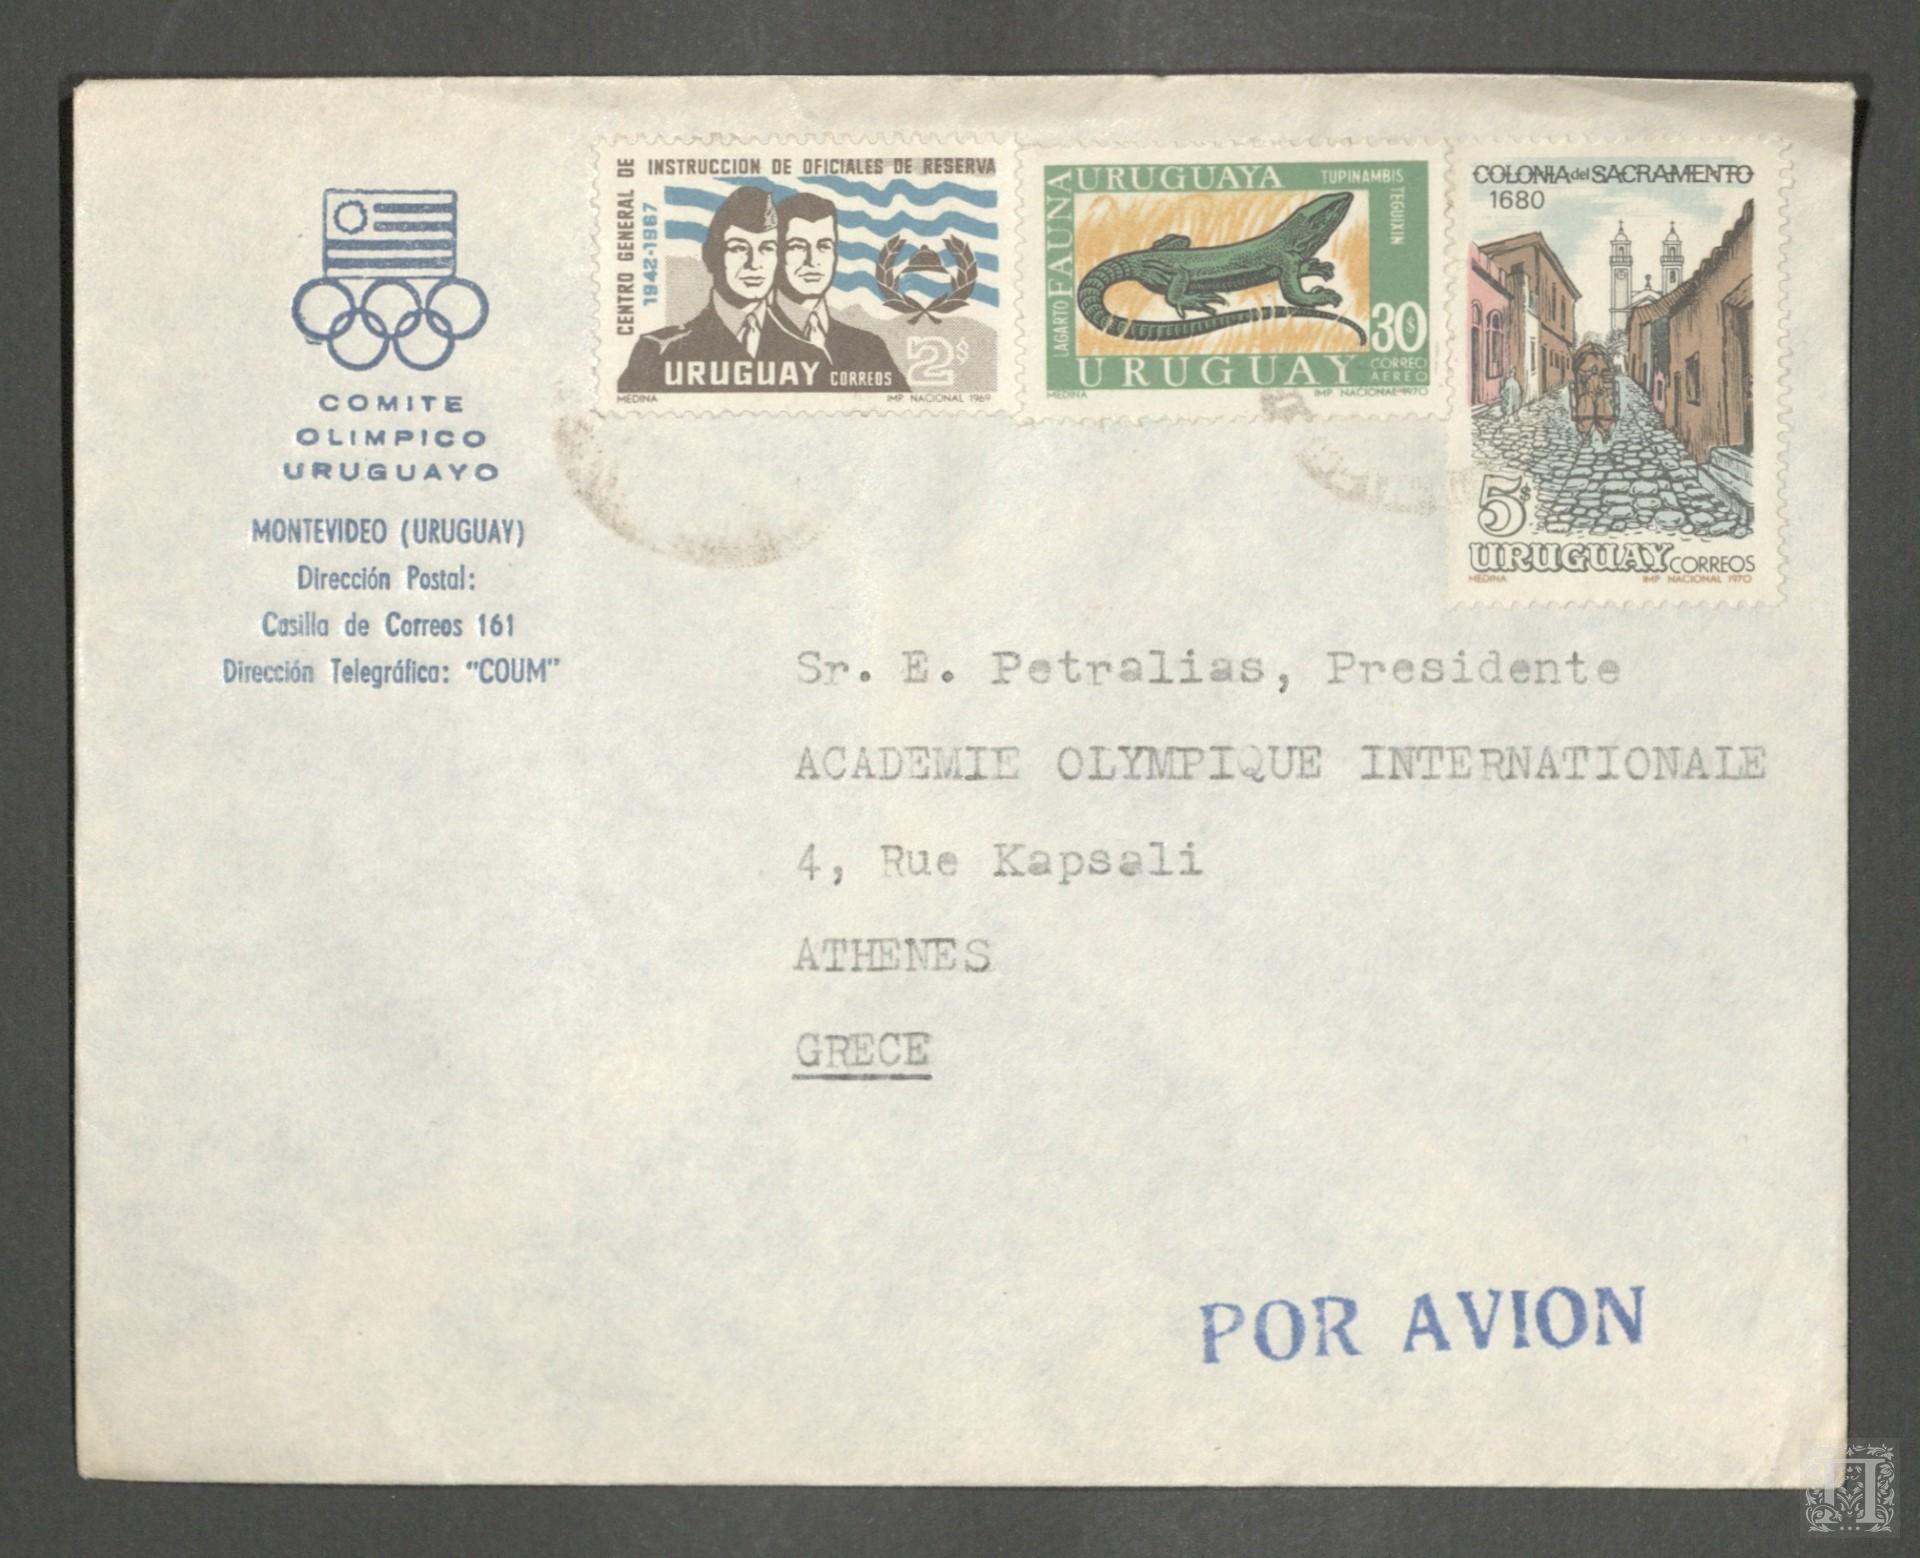 COMITE
OLIMPICO
URUGUAYO
MONTEVIDEO (URUGUAY)
Dirección Postal:
Casilla de Correos 161
Dirección Telegráfica: "COUM"
CENTRO GENERAL DE
INSTRUCCION DE OFICIALES DE RESERVA
1942-1967
URUGUAY CORREOS 2$
MEDINA IMP NACIONAL 1969
LAGARTO FAUNA
URUGUAYA
TUPINAMBIS
TEGUIXIN
30$
CORREO
AEREO
URUGUAY
MEDINA IMP NACIONAL 1970
COLONIA del SACRAMENTO
1680
5$
URUGUAY CORREOS
MEDINA IMP NACIONAL 1970
Sr. E. Petralias, Presidente
ACADEMIE OLYMPIQUE INTERNATIONALE
4, Rue Kapsali
ATHENES
GRECE
POR AVION